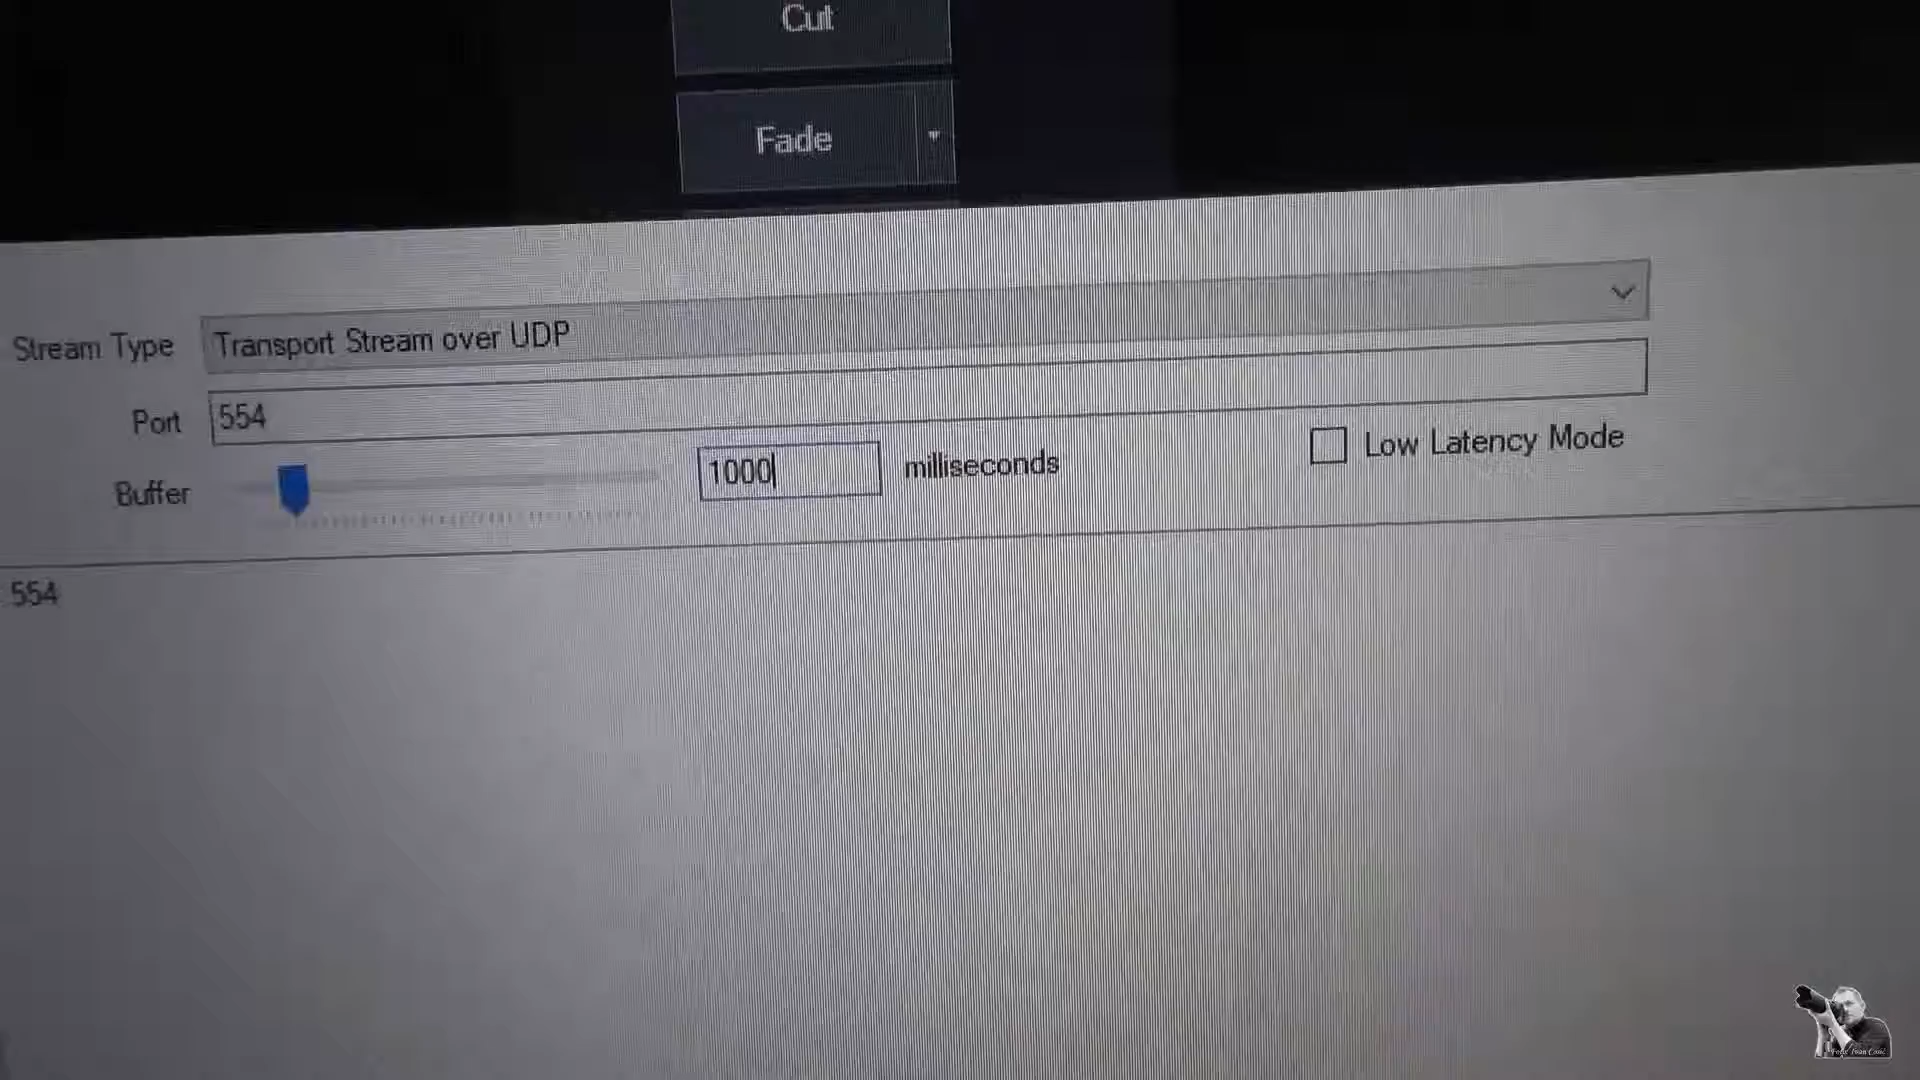 Cut
Fade
Stream Type Transport Stream over UDP
Port 554
Buffer 1000 milliseconds Low Latency Mode
554